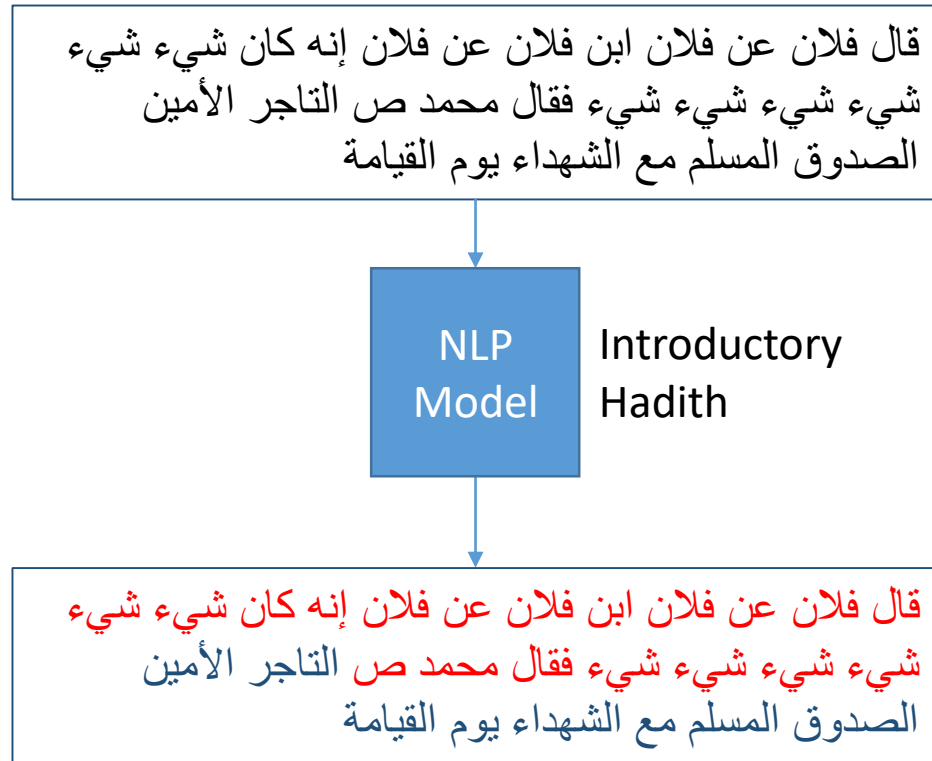 قال فلان عن فلان ابن فلان عن فلان إنه كان شيء شيء
شيء شيء شيء شيء فقال محمد ص التاجر الأمين
الصدوق المسلم مع الشهداء يوم القيامة
NLP
Model
Introductory
Hadith
قال فلان عن فلان ابن فلان عن فلان إنه كان شيء شيء
شيء شيء شيء شيء فقال محمد ص التاجر الأمين
الصدوق المسلم مع الشهداء يوم القيامة